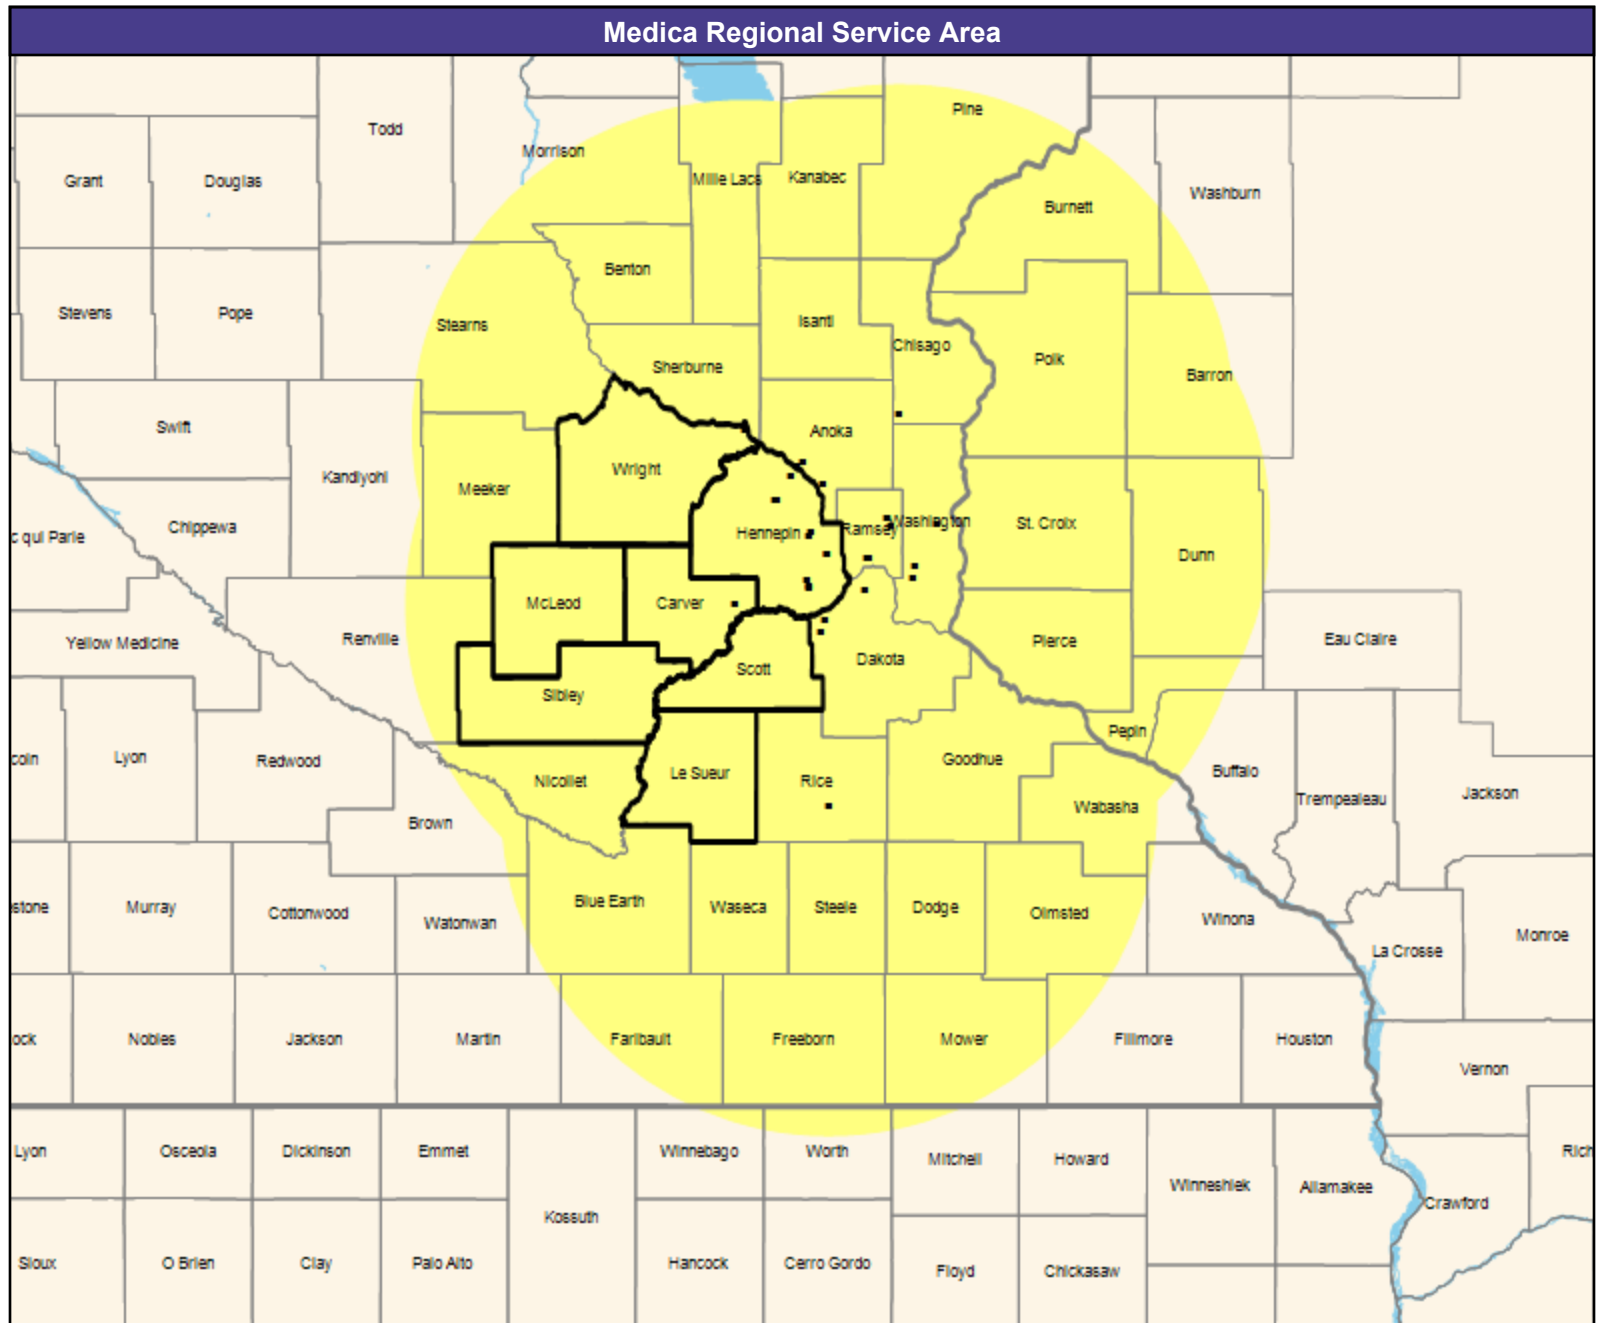 Medica Regional Service Area
Pine
Todd
Morrison
Grant
Douglas
Mille Lacs
Kanabec
Washburn
Burnett
Benton
Stevens
Pope
Stearns
Isanti
Chisago
Sherburne
Polk
Barron
Swift
Anoka
Kandiyohi
Wright
Meeker
Chippewa
c qui Parle
Hennepin
Ramsey
Washington
St. Croix
Dunn
McLeod
Carver
Yellow Medicine
Renville
Scott
Dakota
Pierce
Eau Claire
Sibley
coln
Lyon
Redwood
Nicollet
Le Sueur
Rice
Goodhue
Pepin
Buffalo
Trempealeau
Jackson
Brown
Wabasha
stone
Murray
Cottonwood
Watonwan
Blue Earth
Waseca
Steele
Dodge
Olmsted
Winona
La Crosse
Monroe
ock
Nobles
Jackson
Martin
Faribault
Freeborn
Mower
Fillmore
Houston
Vernon
Lyon
Osceola
Dickinson
Emmet
Winnebago
Worth
Mitchell
Howard
Rich
Winneshiek
Allamakee
Crawford
Kossuth
Sioux
O Brien
Clay
Palo Alto
Hancock
Cerro Gordo
Floyd
Chickasaw